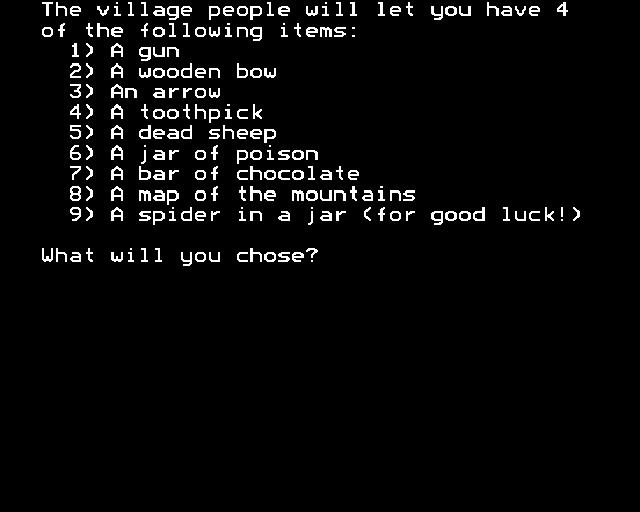 The village people will let you have 4
of the following items:
1) A gun
2) A wooden bow
3) An arrow
4) A toothpick
5) A dead sheep
6) A jar of poison
7) A bar of chocolate
8) A map of the mountains
9) A spider in a jar (for good luck!)
What will you chose?